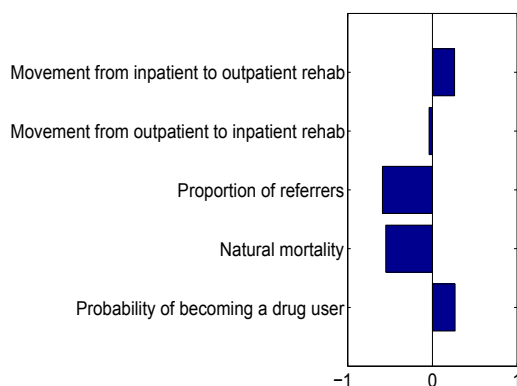 Movement from inpatient to outpatient rehab
Movement from outpatient to inpatient rehab
Proportion of referrers
Natural mortality
Probability of becoming a drug user
−1 0 1